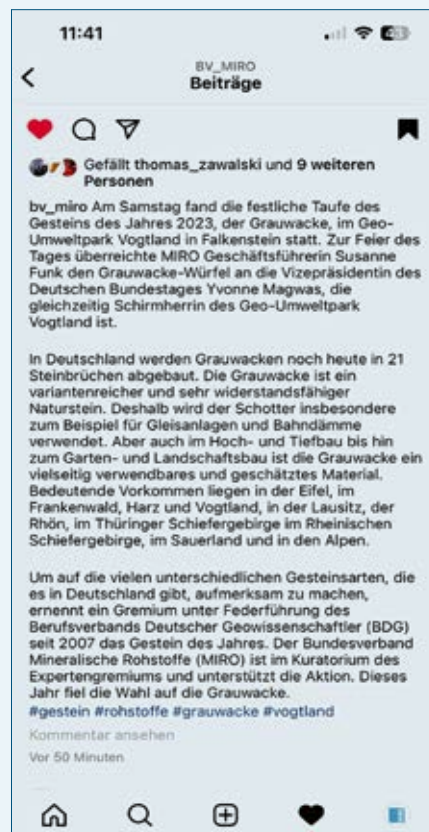 11:41
43
BV_MIRO
Beiträge
Gefällt thomas_zawalski und 9 weiteren
Personen
bv_miro Am Samstag fand die festliche Taufe des
Gesteins des Jahres 2023, der Grauwacke, im Geo-
Umweltpark Vogtland in Falkenstein statt. Zur Feier des
Tages überreichte MIRO Geschäftsführerin Susanne
Funk den Grauwacke-Würfel an die Vizepräsidentin des
Deutschen Bundestages Yvonne Magwas, die
gleichzeitig Schirmherrin des Geo-Umweltpark
Vogtland ist.
In Deutschland werden Grauwacken noch heute in 21
Steinbrüchen abgebaut. Die Grauwacke ist ein
variantenreicher und sehr widerstandsfähiger
Naturstein. Deshalb wird der Schotter insbesondere
zum Beispiel für Gleisanlagen und Bahndämme
verwendet. Aber auch im Hoch- und Tiefbau bis hin
zum Garten- und Landschaftsbau ist die Grauwacke ein
vielseitig verwendbares und geschätztes Material.
Bedeutende Vorkommen liegen in der Eifel, im
Frankenwald, Harz und Vogtland, in der Lausitz, der
Rhön, im Thüringer Schiefergebirge im Rheinischen
Schiefergebirge, im Sauerland und in den Alpen.
Um auf die vielen unterschiedlichen Gesteinsarten, die
es in Deutschland gibt, aufmerksam zu machen,
ernennt ein Gremium unter Federführung des
Berufsverbands Deutscher Geowissenschaftler (BDG)
seit 2007 das Gestein des Jahres. Der Bundesverband
Mineralische Rohstoffe (MIRO) ist im Kuratorium des
Expertengremiums und unterstützt die Aktion. Dieses
Jahr fiel die Wahl auf die Grauwacke.
#gestein #rohstoffe #grauwacke #vogtland
Kommentar ansehen
Vor 50 Minuten